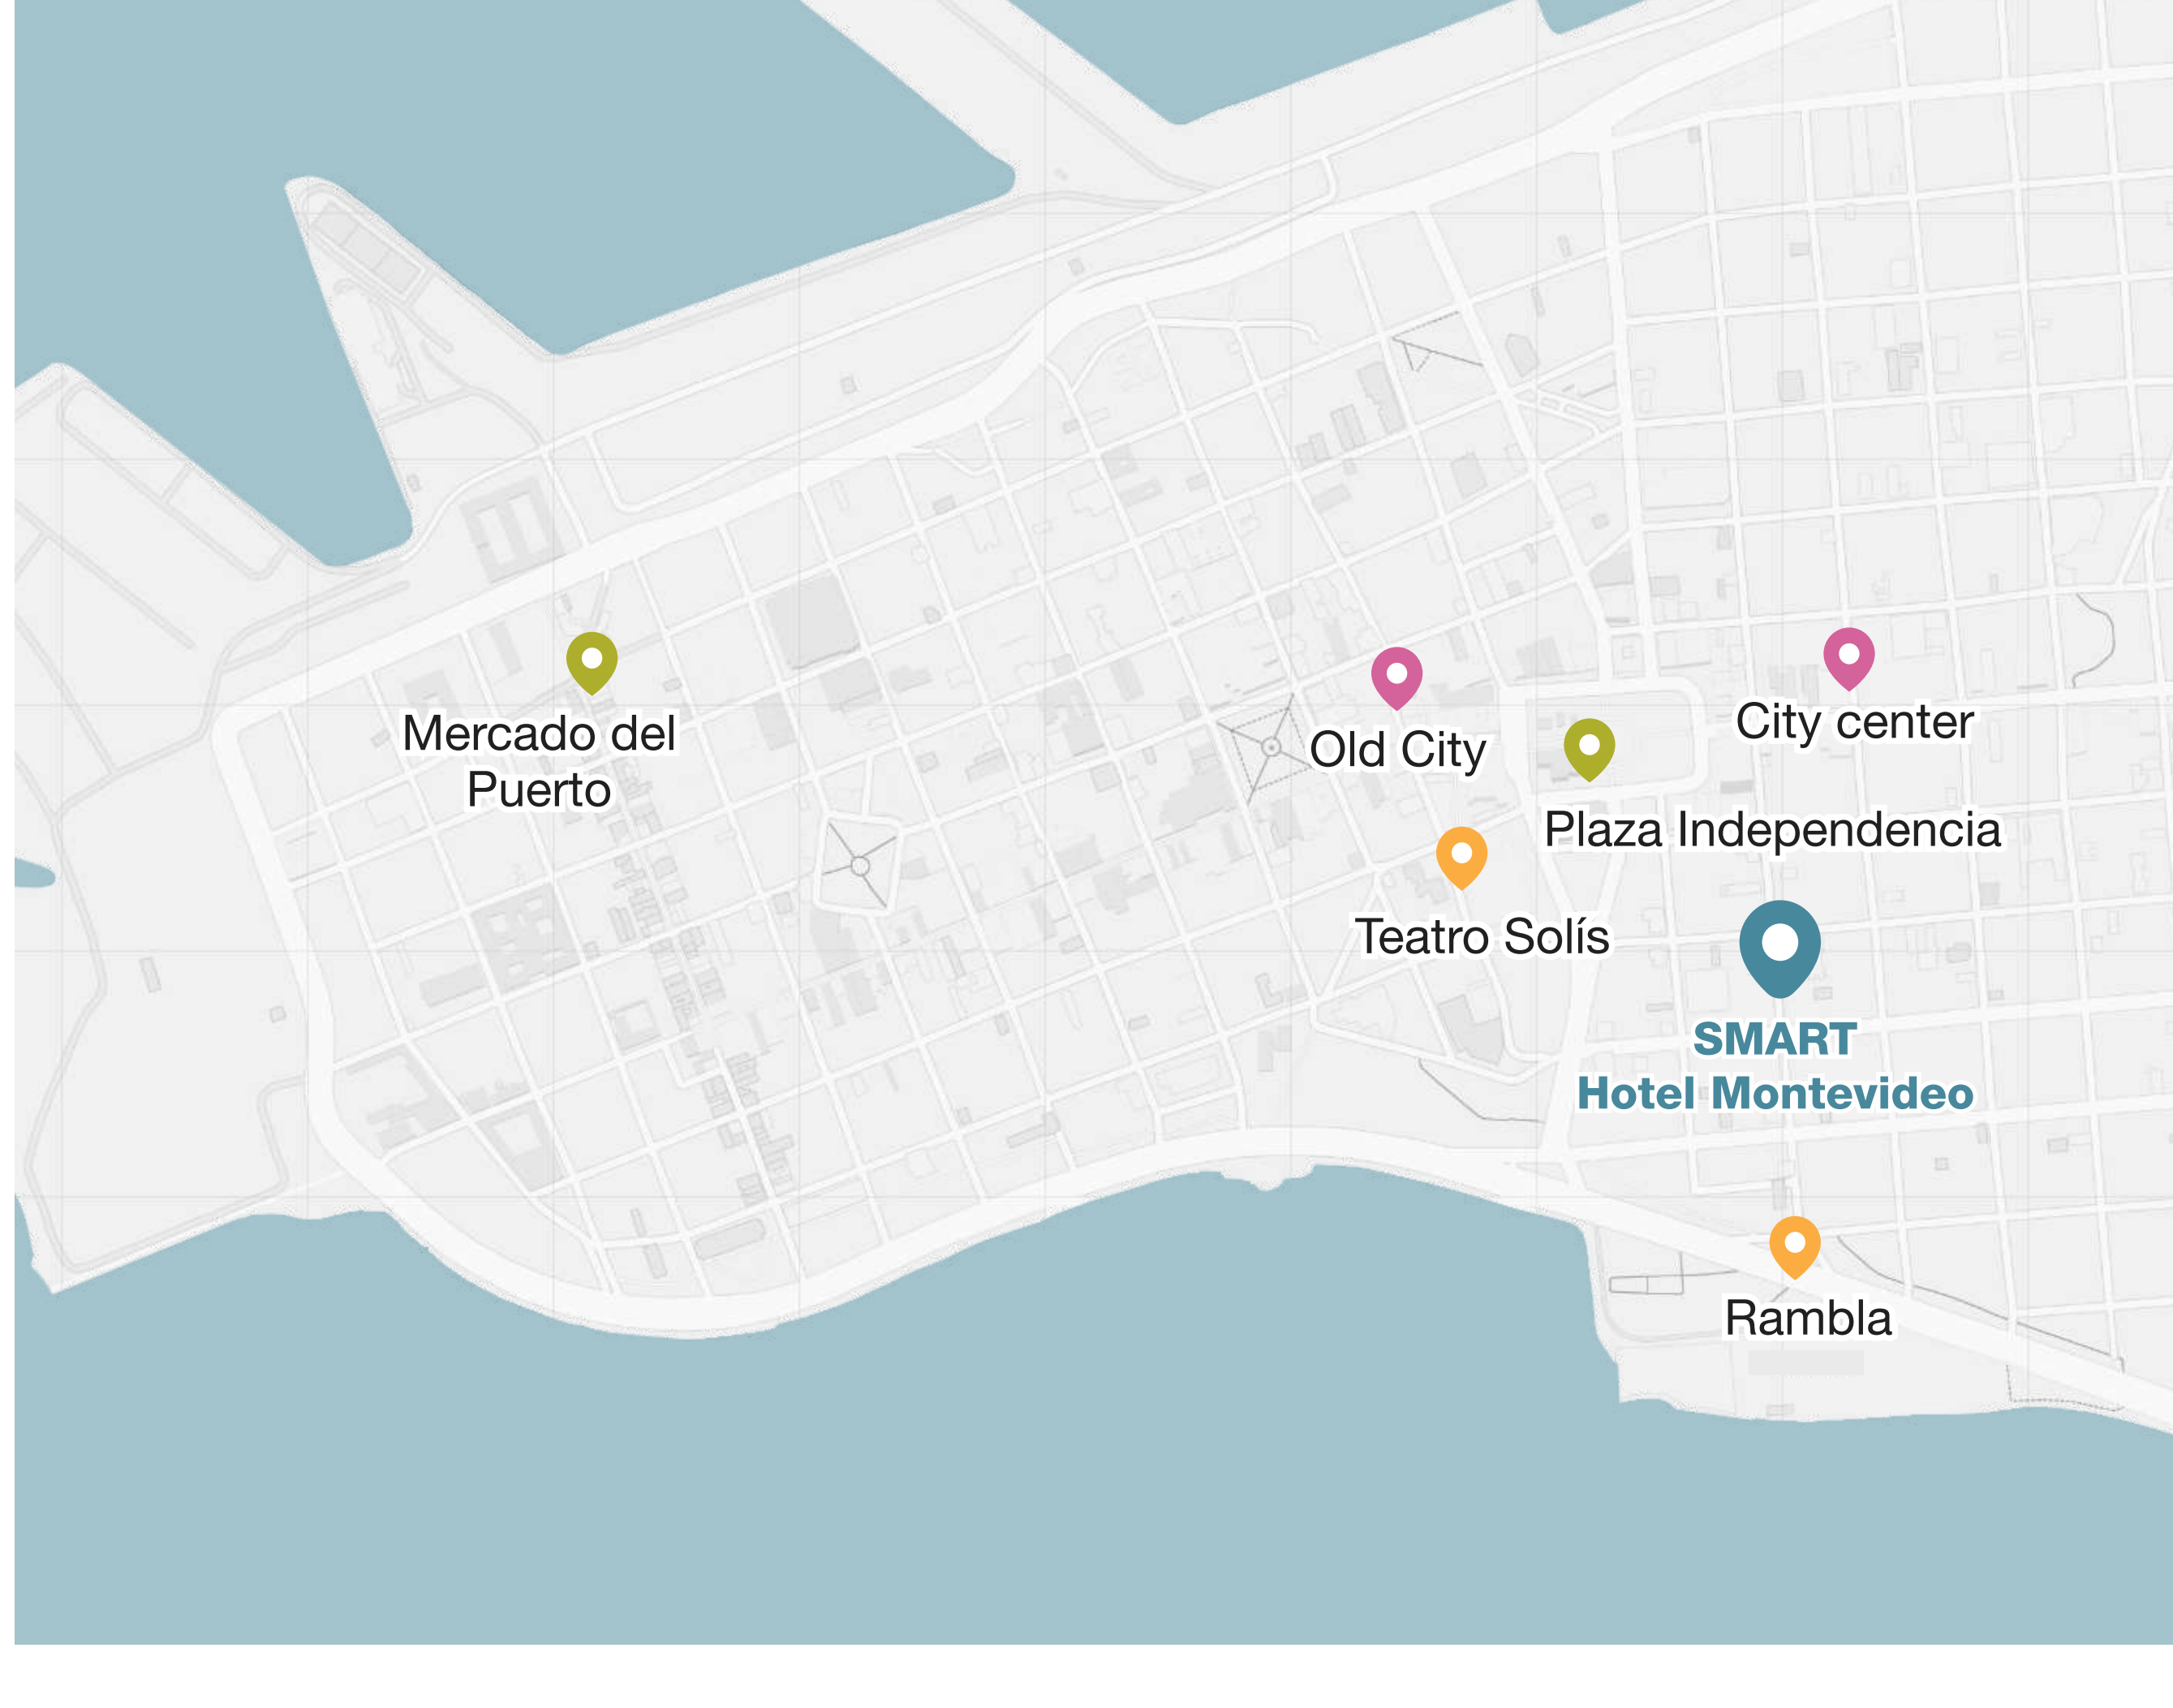 Mercado del
Puerto
Old City
City center
Plaza Independencia
Teatro Solís
SMART
Hotel Montevideo
Rambla